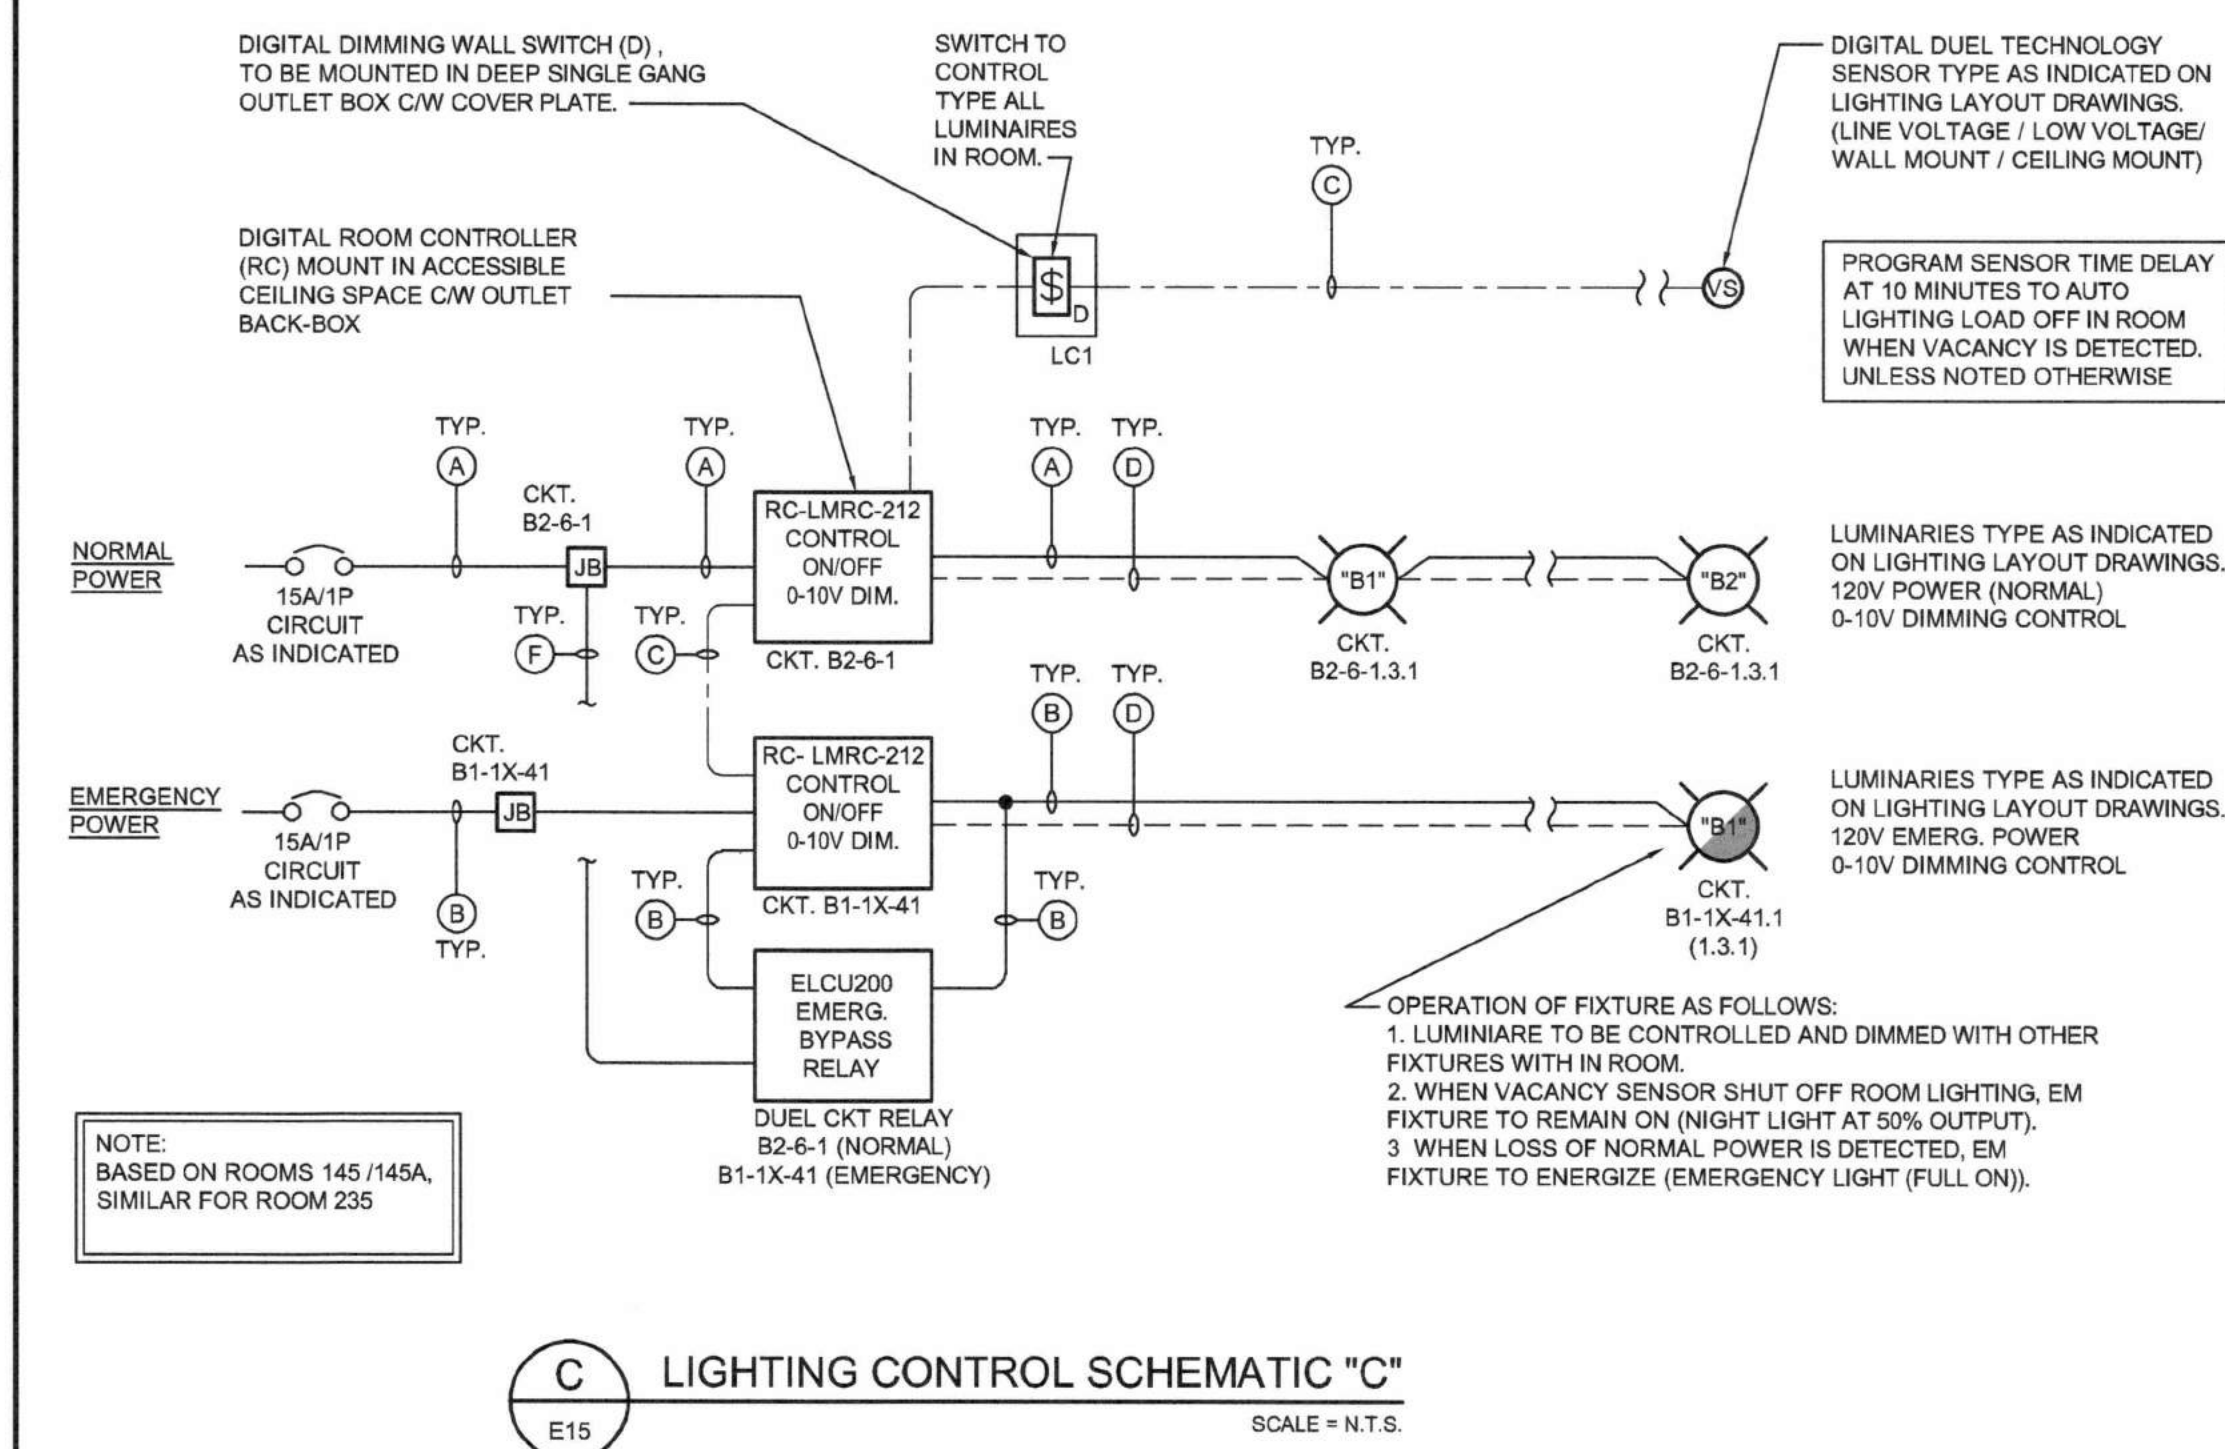 DIGITAL DIMMING WALL SWITCH (D) ,
TO BE MOUNTED IN DEEP SINGLE GANG
OUTLET BOX C/W COVER PLATE.
SWITCH TO
CONTROL
TYPE ALL
LUMINAIRES
IN ROOM.
TYP.
C
DIGITAL DUEL TECHNOLOGY
SENSOR TYPE AS INDICATED ON
LIGHTING LAYOUT DRAWINGS.
(LINE VOLTAGE / LOW VOLTAGE/
WALL MOUNT / CEILING MOUNT)
DIGITAL ROOM CONTROLLER
(RC) MOUNT IN ACCESSIBLE
CEILING SPACE C/W OUTLET
BACK-BOX
$
D
LC1
VS
PROGRAM SENSOR TIME DELAY
AT 10 MINUTES TO AUTO
LIGHTING LOAD OFF IN ROOM
WHEN VACANCY IS DETECTED.
UNLESS NOTED OTHERWISE
TYP.
A
TYP.
A
TYP.
A
TYP.
D
NORMAL
POWER
15A/1P
CIRCUIT
AS INDICATED
CKT.
B2-6-1
JB
TYP.
F
TYP.
C
RC-LMRC-212
CONTROL
ON/OFF
0-10V DIM.
CKT. B2-6-1
"B1"
CKT.
B2-6-1.3.1
"B2"
CKT.
B2-6-1.3.1
LUMINARIES TYPE AS INDICATED
ON LIGHTING LAYOUT DRAWINGS.
120V POWER (NORMAL)
0-10V DIMMING CONTROL
TYP.
B
TYP.
D
EMERGENCY
POWER
15A/1P
CIRCUIT
AS INDICATED
CKT.
B1-1X-41
JB
B
TYP.
RC- LMRC-212
CONTROL
ON/OFF
0-10V DIM.
CKT. B1-1X-41
TYP.
B
TYP.
B
"B1"
CKT.
B1-1X-41.1
(1.3.1)
LUMINARIES TYPE AS INDICATED
ON LIGHTING LAYOUT DRAWINGS.
120V EMERG. POWER
0-10V DIMMING CONTROL
ELCU200
EMERG.
BYPASS
RELAY
DUEL CKT RELAY
B2-6-1 (NORMAL)
B1-1X-41 (EMERGENCY)
OPERATION OF FIXTURE AS FOLLOWS:
1. LUMINIARE TO BE CONTROLLED AND DIMMED WITH OTHER
FIXTURES WITH IN ROOM.
2. WHEN VACANCY SENSOR SHUT OFF ROOM LIGHTING, EM
FIXTURE TO REMAIN ON (NIGHT LIGHT AT 50% OUTPUT).
3 WHEN LOSS OF NORMAL POWER IS DETECTED, EM
FIXTURE TO ENERGIZE (EMERGENCY LIGHT (FULL ON)).
NOTE:
BASED ON ROOMS 145 /145A,
SIMILAR FOR ROOM 235
C
E15
LIGHTING CONTROL SCHEMATIC "C"
SCALE = N.T.S.